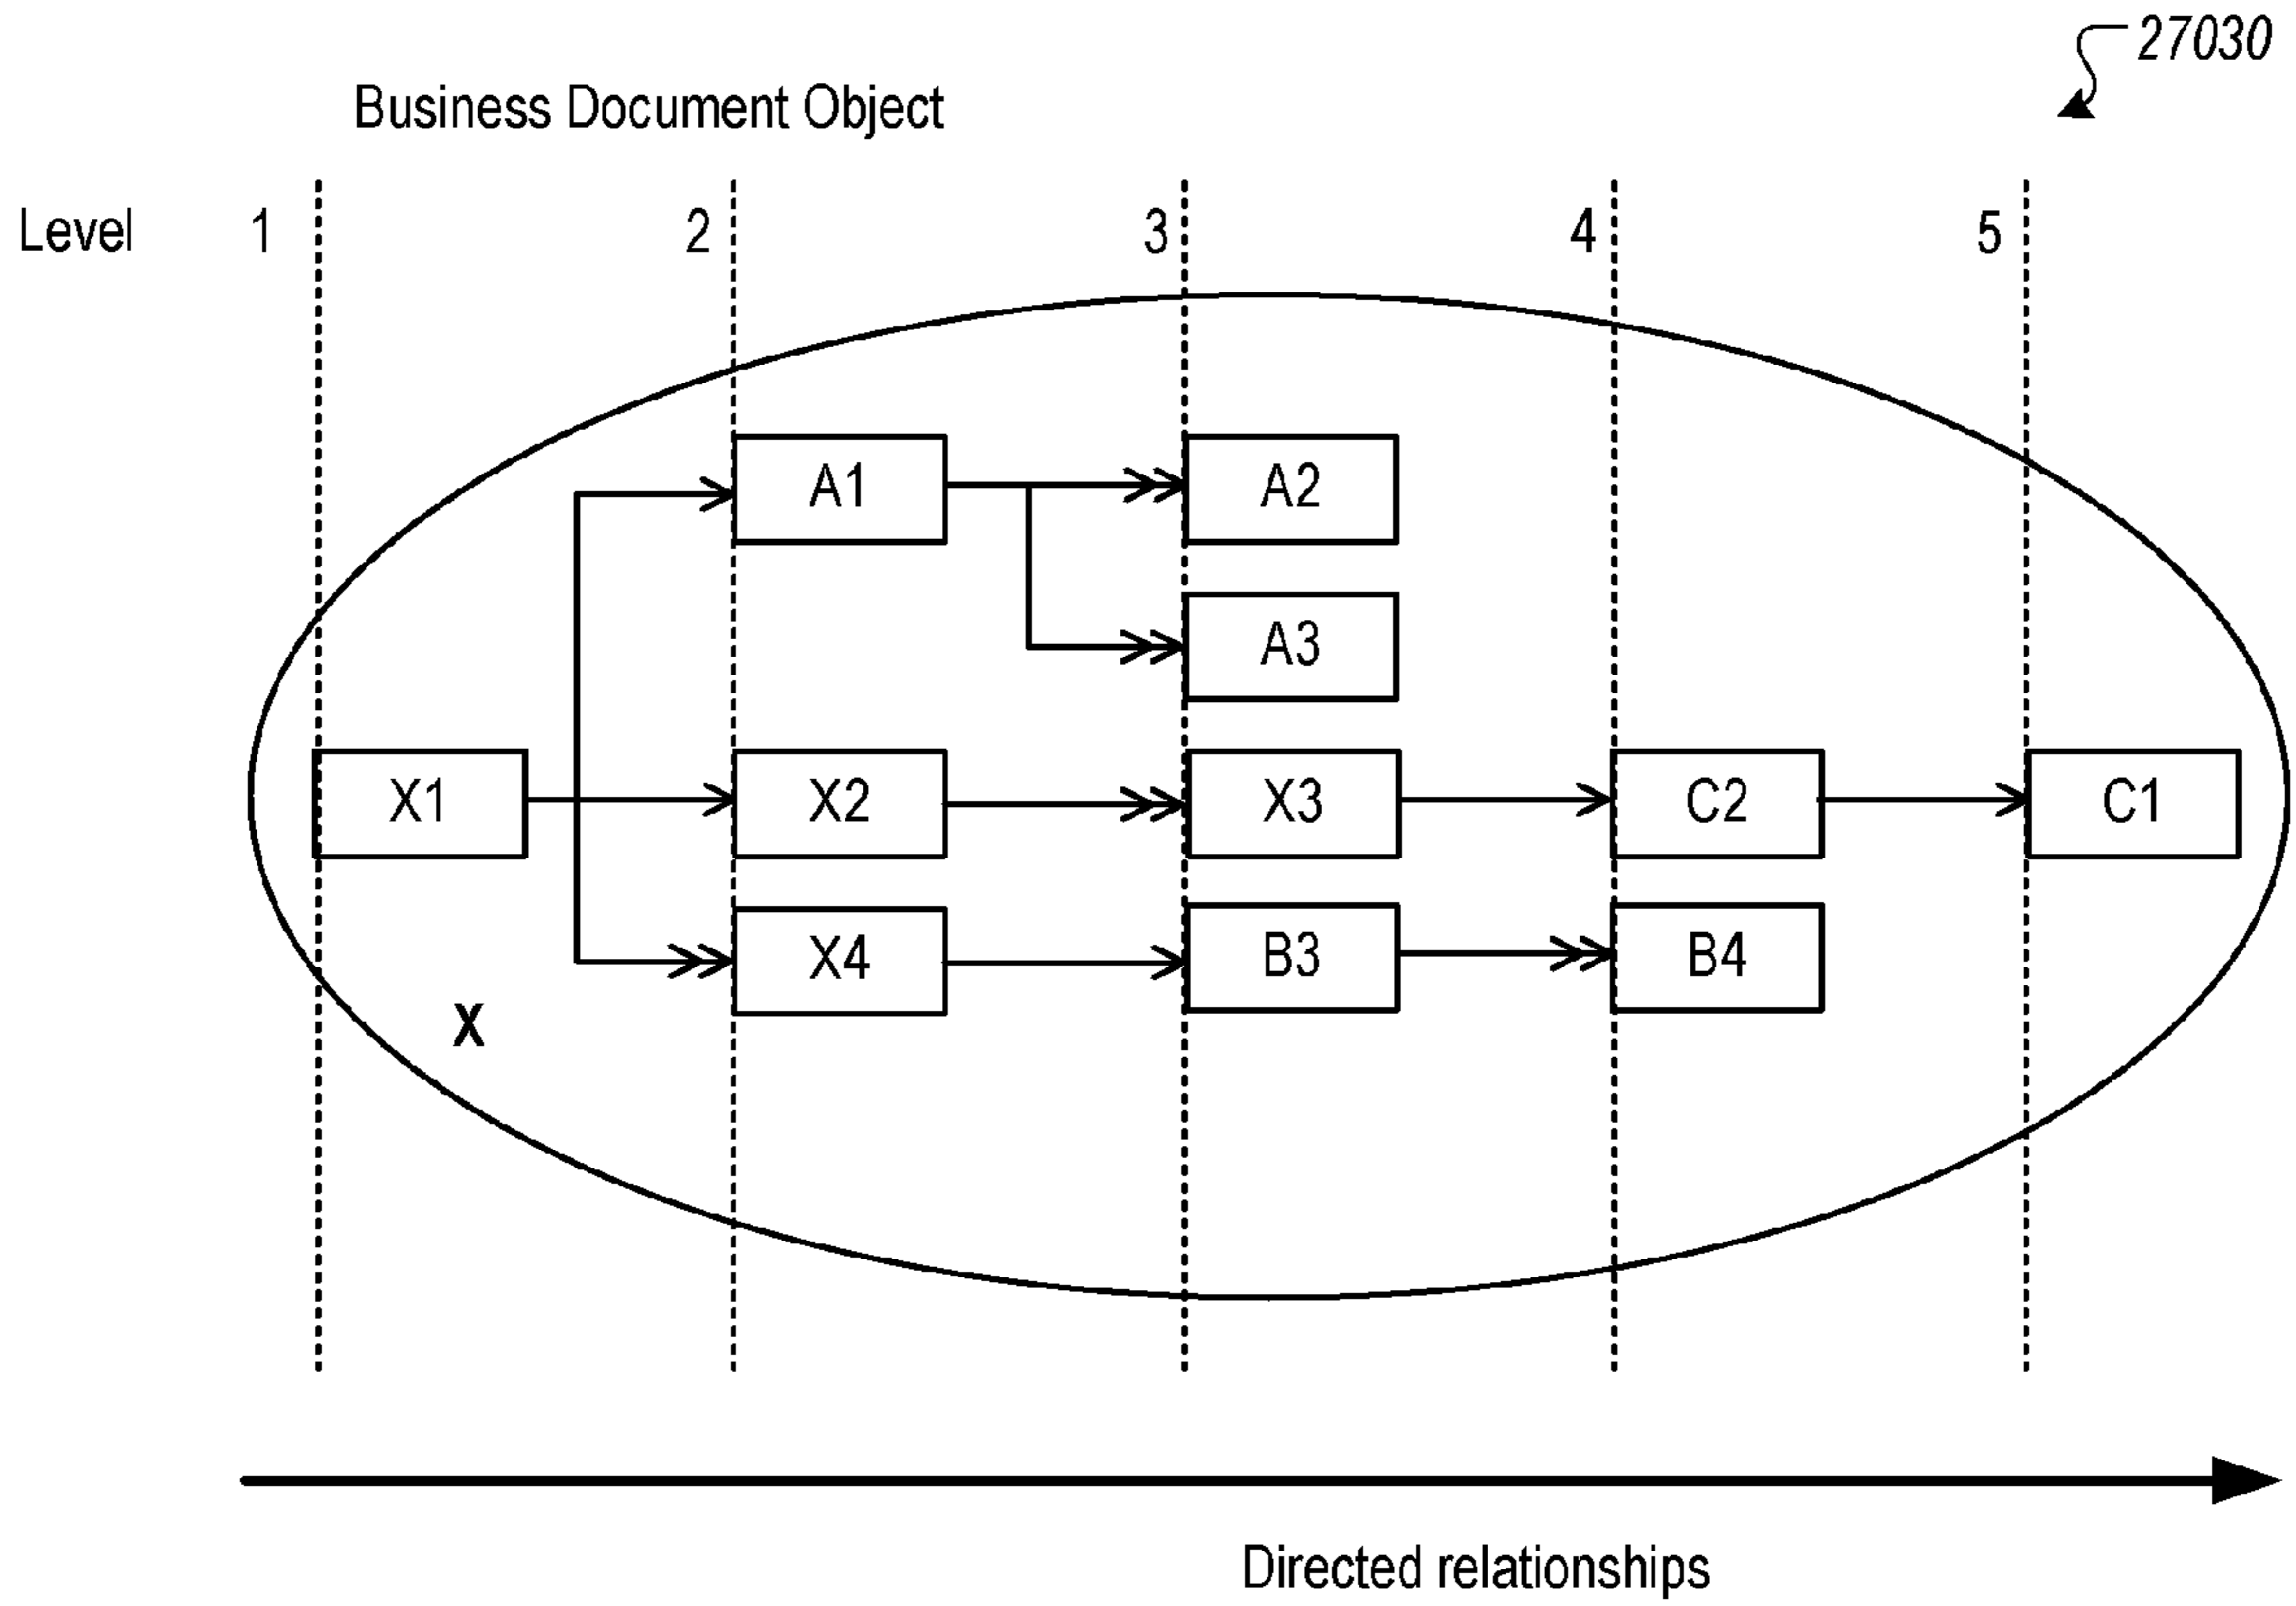 27030
Business Document Object
Level 1 2 3 4 5
A1 A2
A3
X1 X2 X3 C2 C1
X4 B3 B4
X
Directed relationships